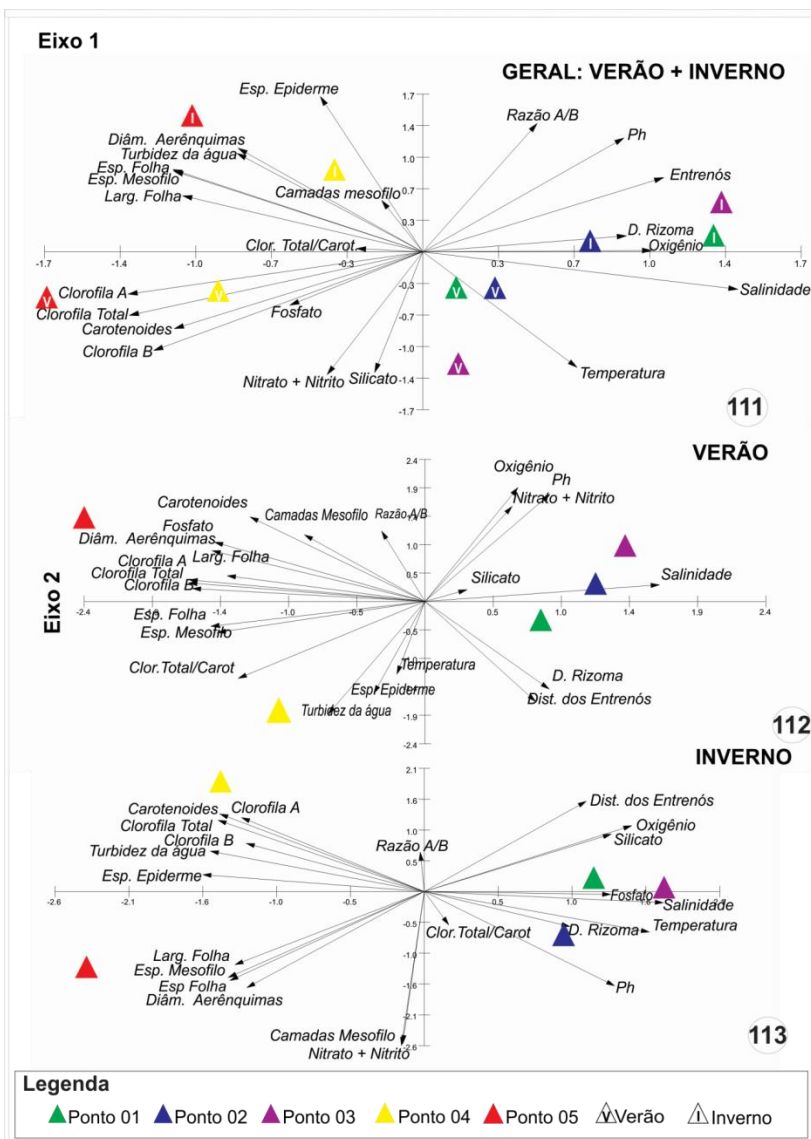 Eixo 1
GERAL: VERÃO + INVERNO
Esp. Epiderme
1.7
Razão A/B
1.4
Ph
Diâm. Aerênquimas
Turbidez da água
1.0
Esp. Folha
Esp. Mesofilo
0.7
Entrenós
Larg. Folha
Camadas mesofilo
0.3
D. Rizoma
Clor. Total/Carot.
Oxigênio
-1.7 -1.4 -1.0 -0.7 -0.3 0.3 0.7 1.0 1.4 1.7
Clorofila A
-0.3
Salinidade
Clorofila Total
Fosfato
Carotenoides
-0.7
Clorofila B
-1.0
Nitrato + Nitrito
Silicato
Temperatura
-1.4
-1.7
111
VERÃO
2.4
Oxigênio
Ph
Carotenoides
1.9
Nitrato + Nitrito
Fosfato
Camadas Mesofilo
Razão A/B
1.4
Diâm. Aerênquimas
Larg. Folha
1.0
Clorofila A
Clorofila Total
0.5
Silicato
Clorofila B
Salinidade
-2.4 -1.9 -1.4 -1.0 -0.5 0.5 1.0 1.4 1.9 2.4
Eixo 2
Esp. Folha
-0.5
Esp. Mesofilo
Clor.Total/Carot
-1.0
Temperatura
D. Rizoma
Esp. Epiderme
Dist. dos Entrenós
Turbidez da água
-1.9
-2.4
112
INVERNO
2.1
Carotenoides
Clorofila A
1.6
Dist. dos Entrenós
Clorofila Total
Oxigênio
Clorofila B
1.0
Silicato
Turbidez da água
Razão A/B
0.5
Esp. Epiderme
Fosfato
Salinidade
-2.6 -2.1 -1.6 -1.0 -0.5 0.5 1.0 1.6
-0.5
Clor.Total/Carot
D. Rizoma
Temperatura
Larg. Folha
-1.0
Esp. Mesofilo
Esp Folha
Ph
Diâm. Aerênquimas
-1.6
-2.1
Camadas Mesofilo
Nitrato + Nitrito
-2.6
113
Legenda
Ponto 01 Ponto 02 Ponto 03 Ponto 04 Ponto 05 V Verão I Inverno